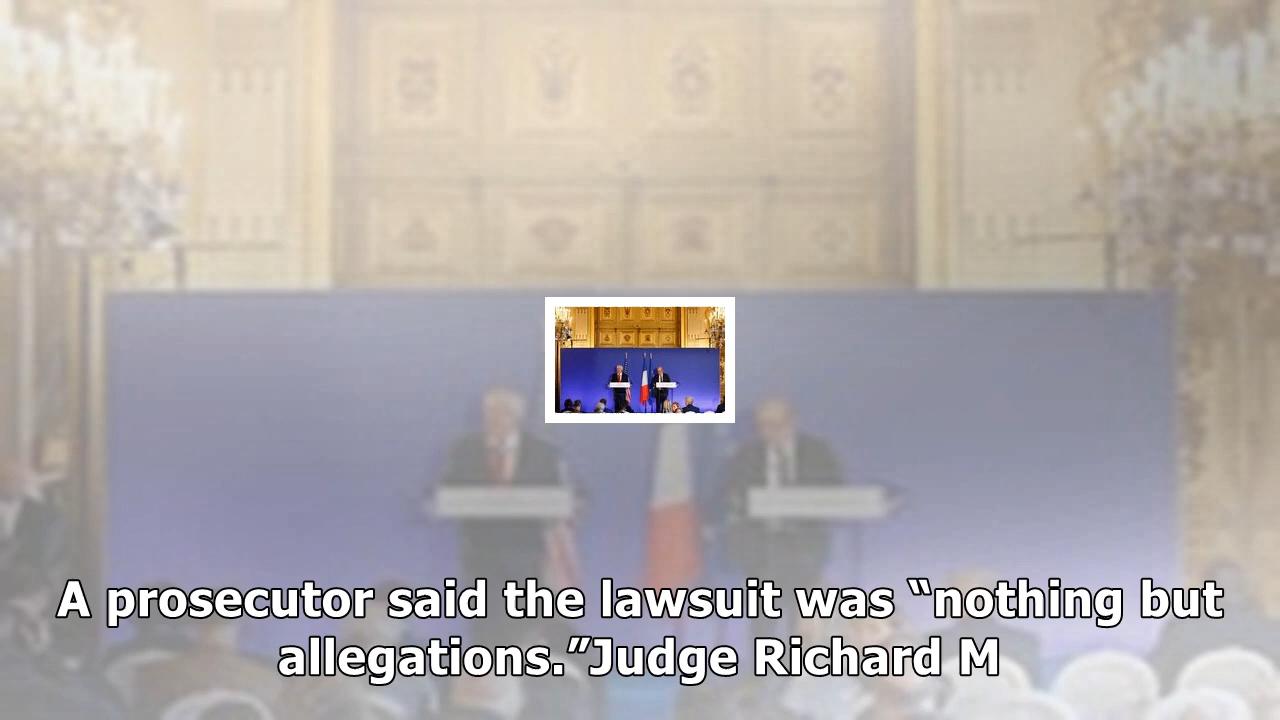 A prosecutor said the lawsuit was “nothing but
allegations.”Judge Richard M